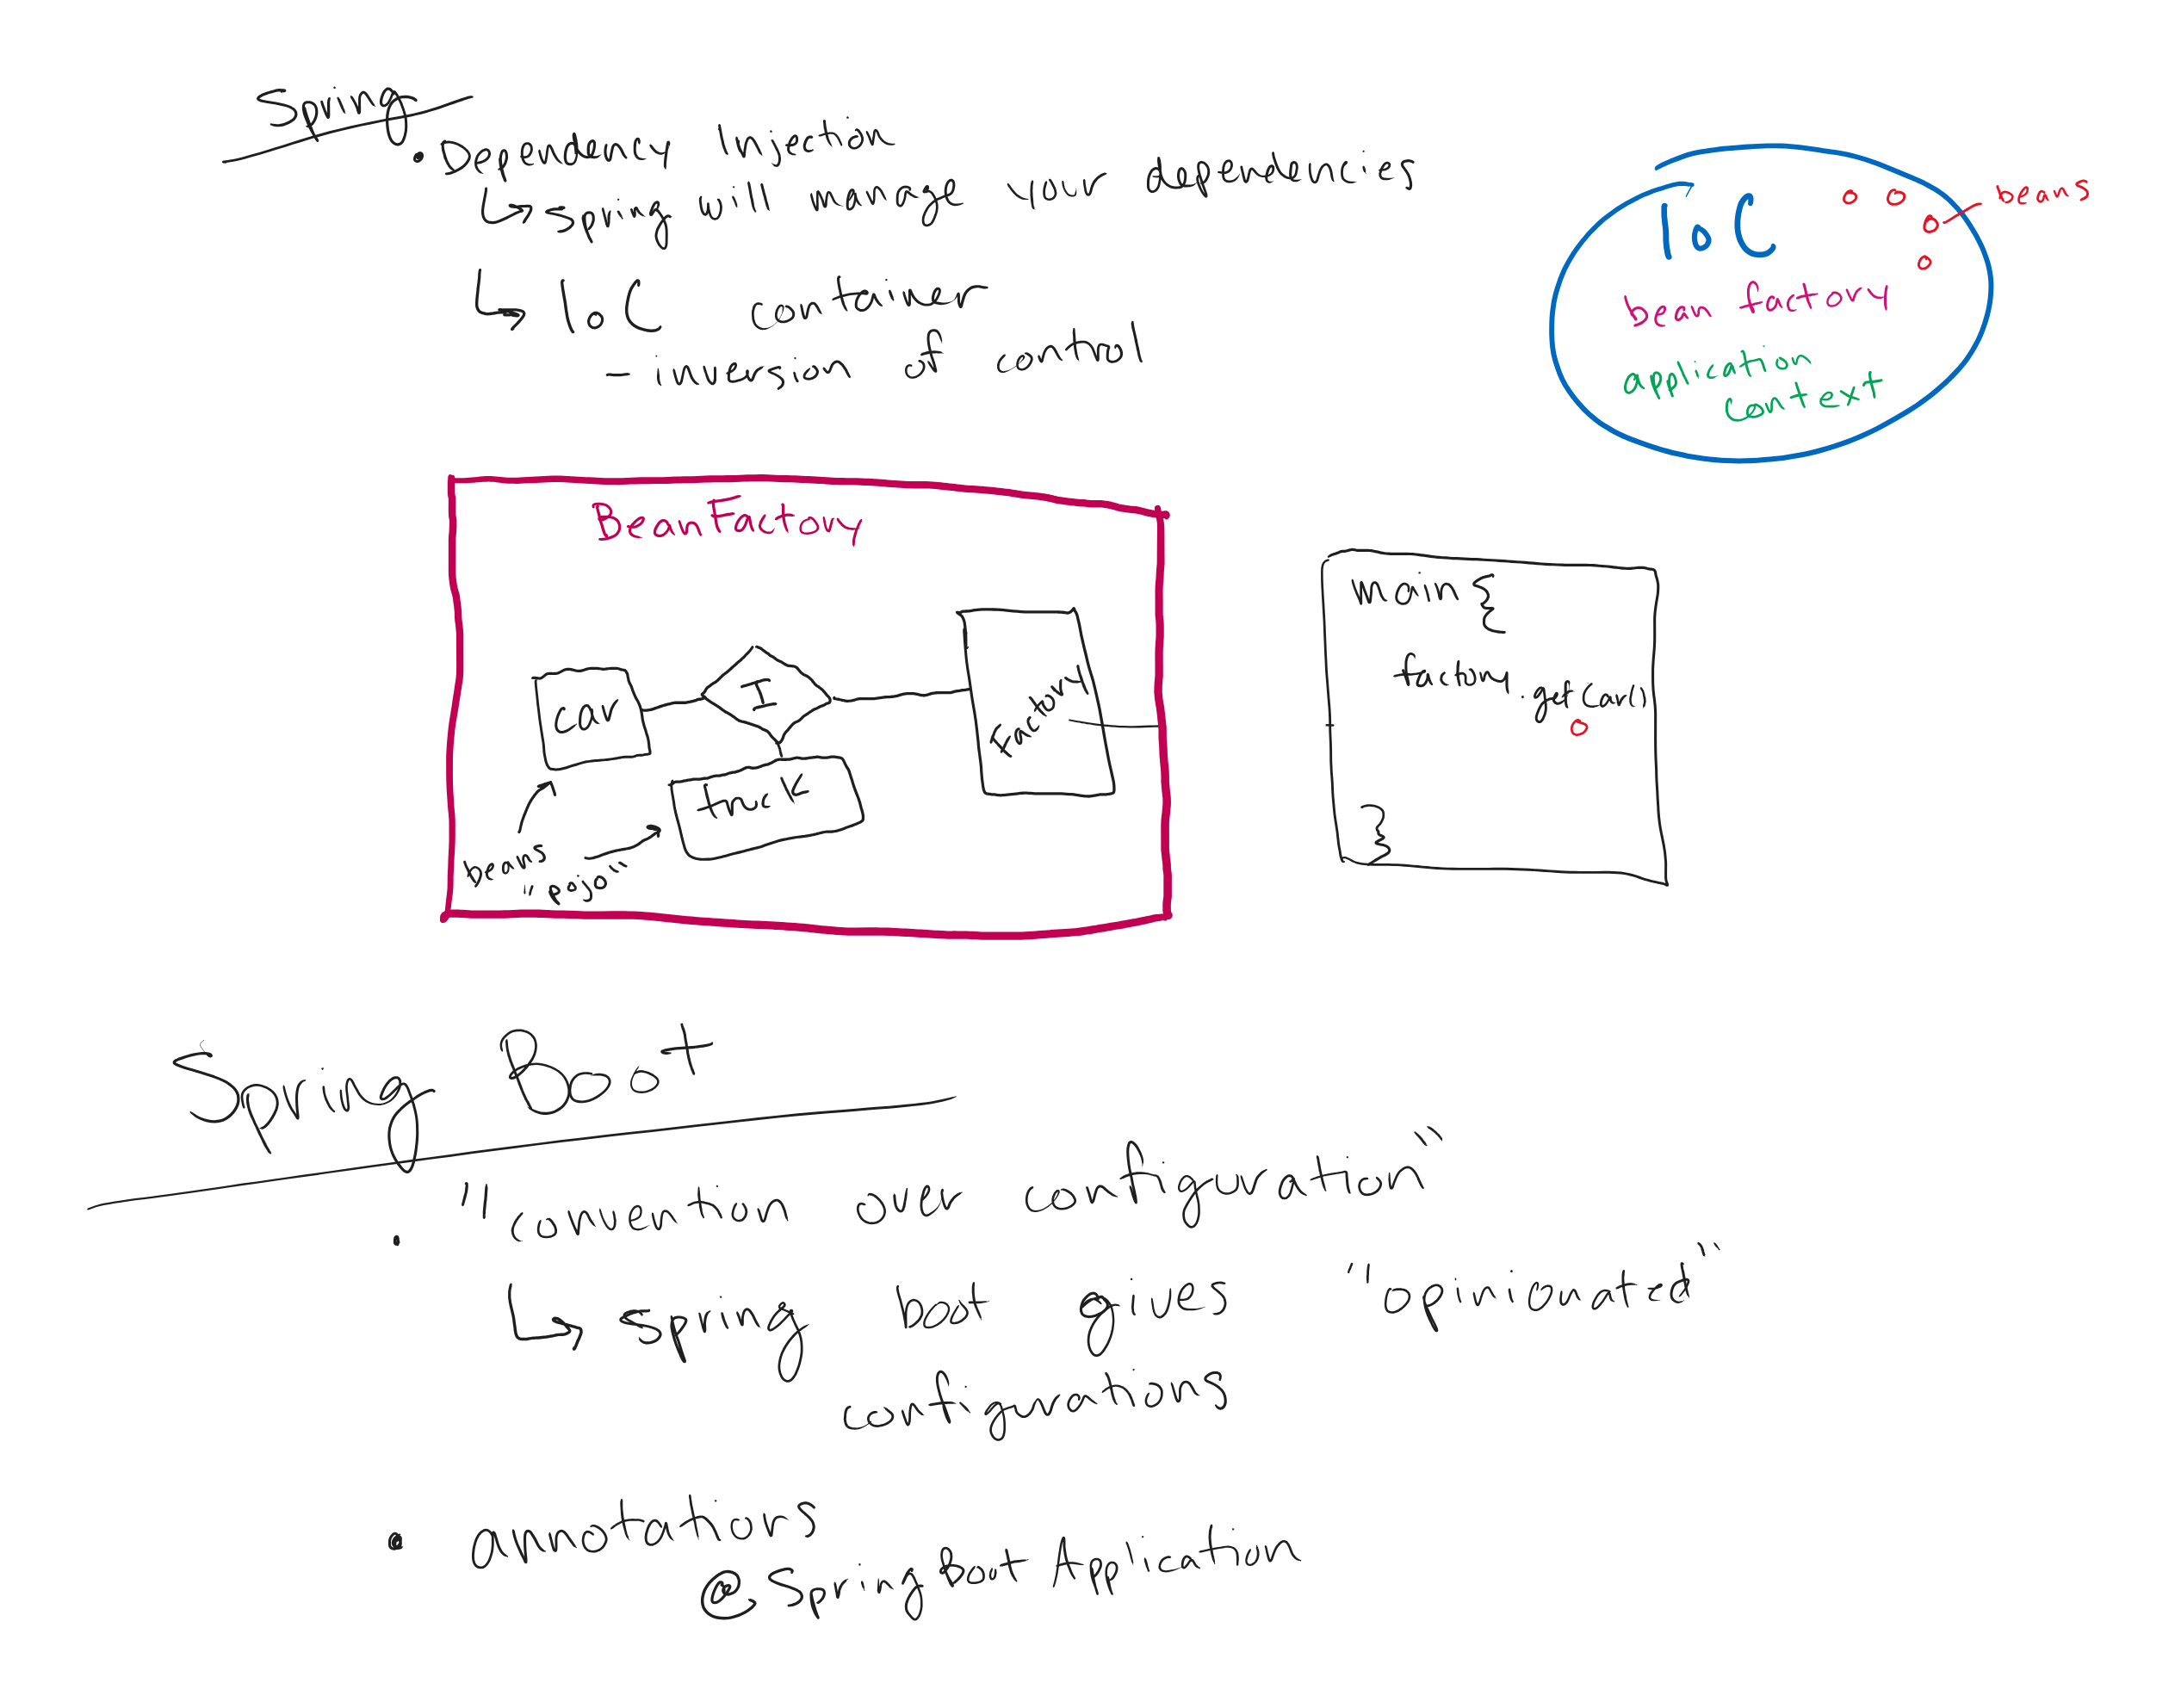 Spring
• Dependency Injection
↳ Spring will manage your dependencies
↳ IoC container
- inversion of control
IoC
beans
bean factory
application
context
BeanFactory
Car
I
Factory
truck
beans
"pojo"
main{
factory.getCar()
}
Spring Boot
• "convention over configuration"
↳ spring boot gives "opinionated"
configurations
• annotations
@SpringBootApplication